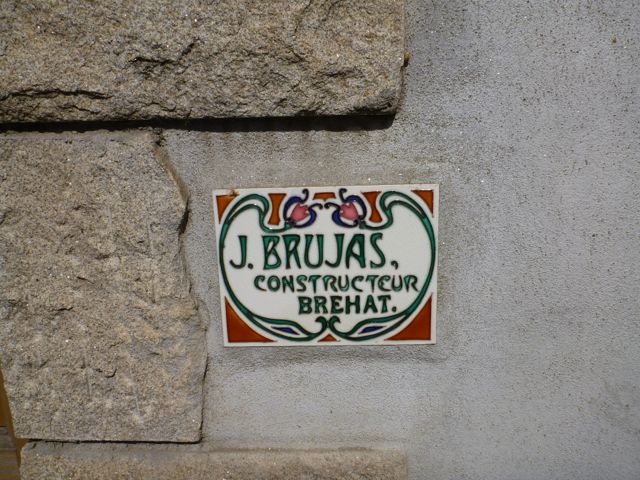 J. BRUJAS,
CONSTRUCTEUR
BREHAT.